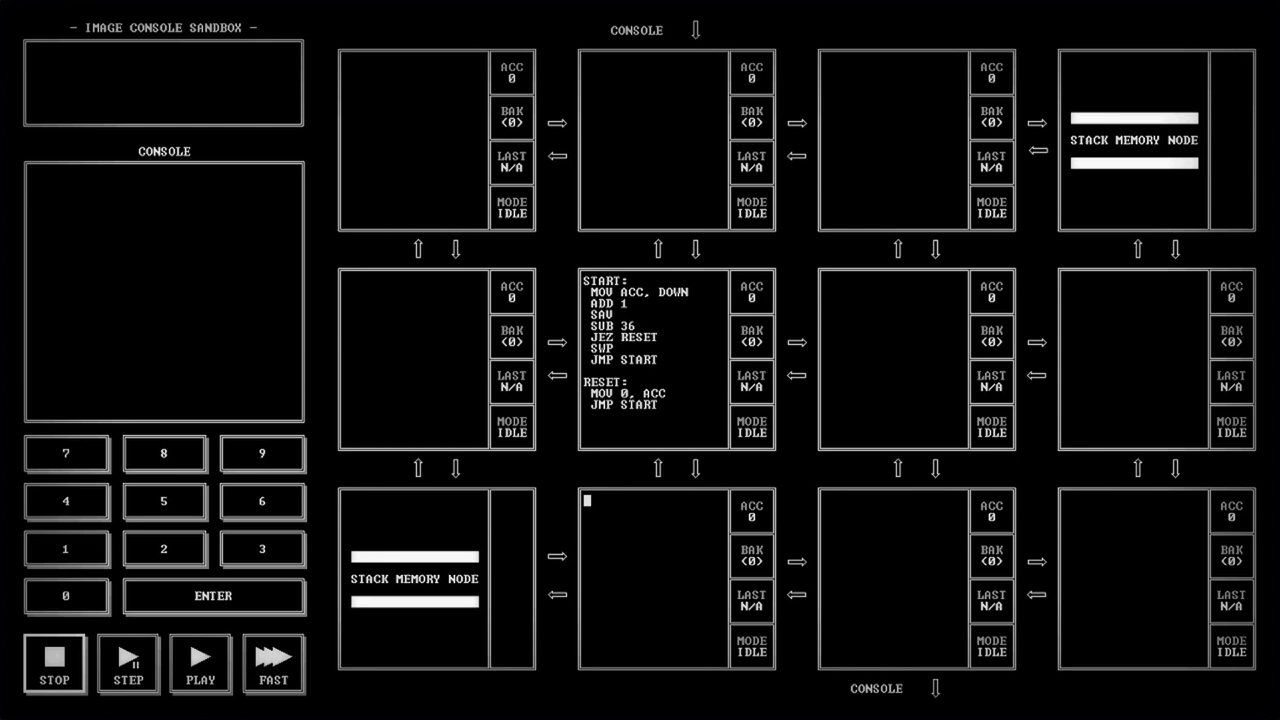 - IMAGE CONSOLE SANDBOX -
CONSOLE
7
8
9
4
5
6
1
2
3
0
ENTER
STOP
STEP
PLAY
FAST
CONSOLE
ACC
0
BAK
<0>
LAST
N/A
MODE
IDLE
ACC
0
BAK
<0>
LAST
N/A
MODE
IDLE
ACC
0
BAK
<0>
LAST
N/A
MODE
IDLE
STACK MEMORY NODE
ACC
0
BAK
<0>
LAST
N/A
MODE
IDLE
START:
MOV ACC, DOWN
ADD 1
SAV
SUB 36
JEZ RESET
SWP
JMP START
RESET:
MOV 0, ACC
JMP START
ACC
0
BAK
<0>
LAST
N/A
MODE
IDLE
ACC
0
BAK
<0>
LAST
N/A
MODE
IDLE
ACC
0
BAK
<0>
LAST
N/A
MODE
IDLE
STACK MEMORY NODE
ACC
0
BAK
<0>
LAST
N/A
MODE
IDLE
ACC
0
BAK
<0>
LAST
N/A
MODE
IDLE
ACC
0
BAK
<0>
LAST
N/A
MODE
IDLE
CONSOLE